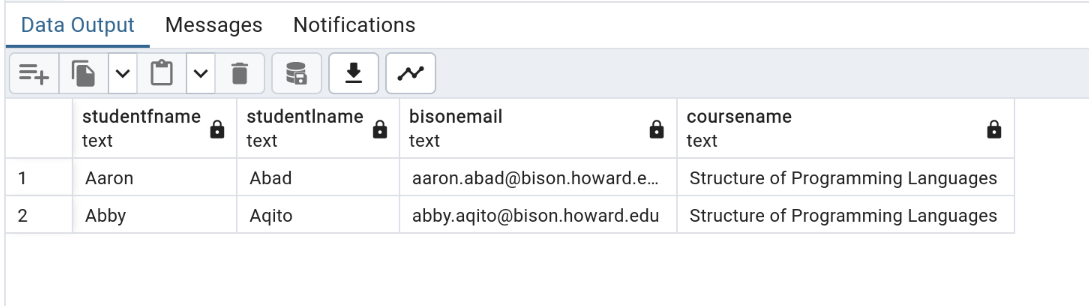 Data Output Messages Notifications
studentfname studentlname bisonemail coursename
text text text text
1 Aaron Abad aaron.abad@bison.howard.e... Structure of Programming Languages
2 Abby Aqito abby.aqito@bison.howard.edu Structure of Programming Languages